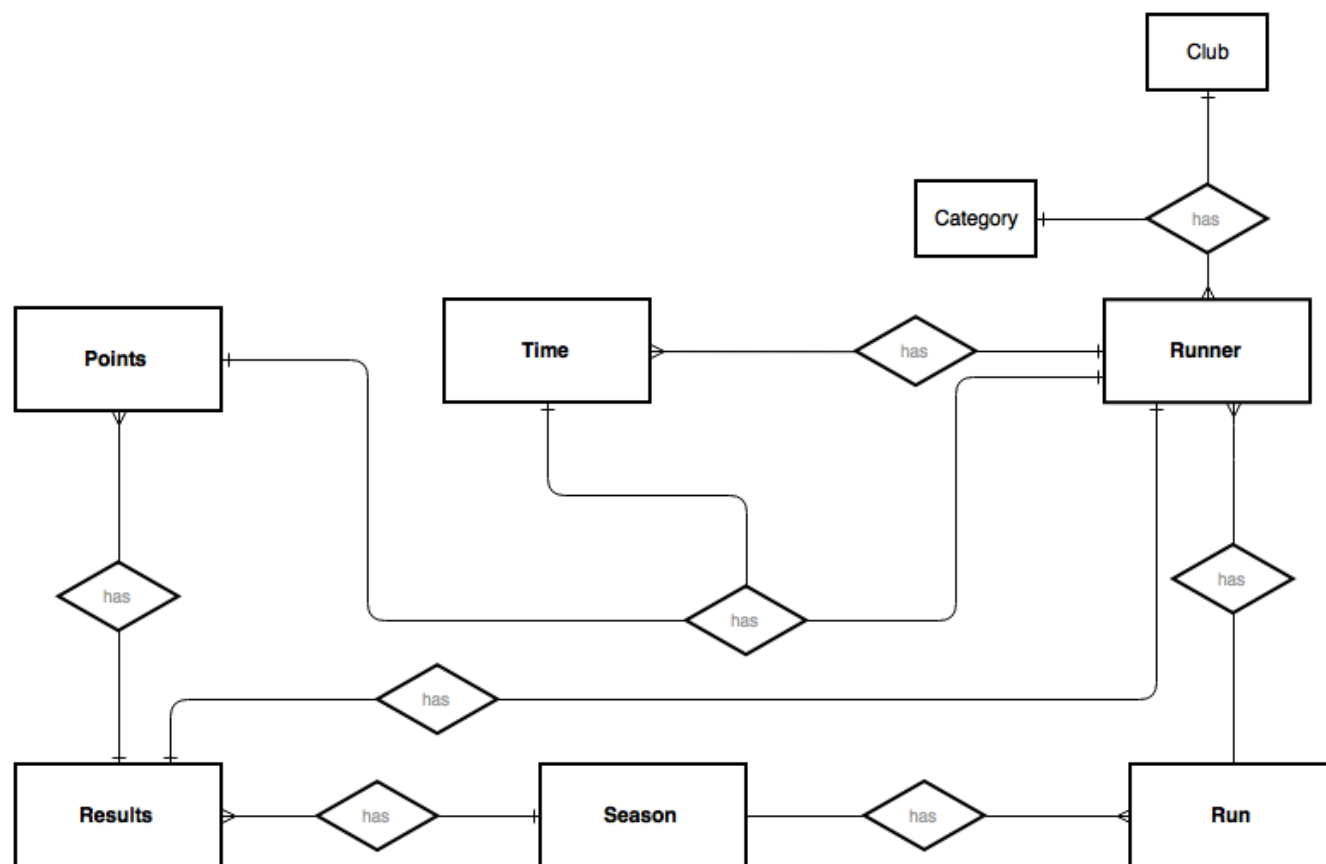 Club
Category
has
Points
Time
has
Runner
has
has
has
has
Results
has
Season
has
Run